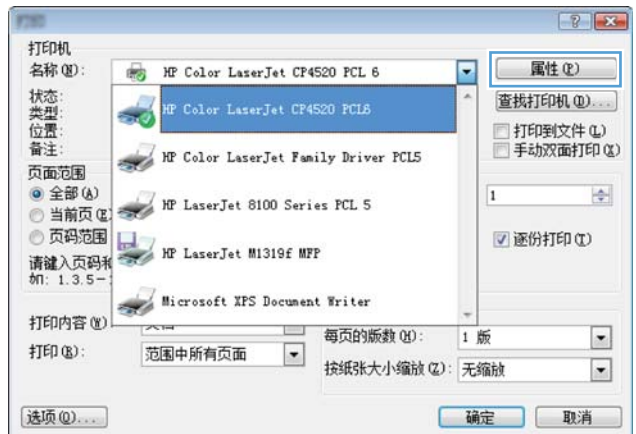 打印机
名称(N):
HP Color LaserJet CP4520 PCL 6
属性(P)
状态:
类型:
位置:
备注:
HP Color LaserJet CP4520 PCL6
HP Color LaserJet Family Driver PCL5
HP LaserJet 8100 Series PCL 5
HP LaserJet M1319f MFP
Microsoft XPS Document Writer
查找打印机(D)...
打印到文件(L)
手动双面打印(X)
页面范围
全部(A)
当前页(E)
页码范围
请键入页码和
如: 1.3.5-
1
逐份打印(T)
打印内容(W)
打印(R):
范围中所有页面
每页的版数(H):
1 版
按纸张大小缩放(Z):
无缩放
选项(O)...
确定
取消